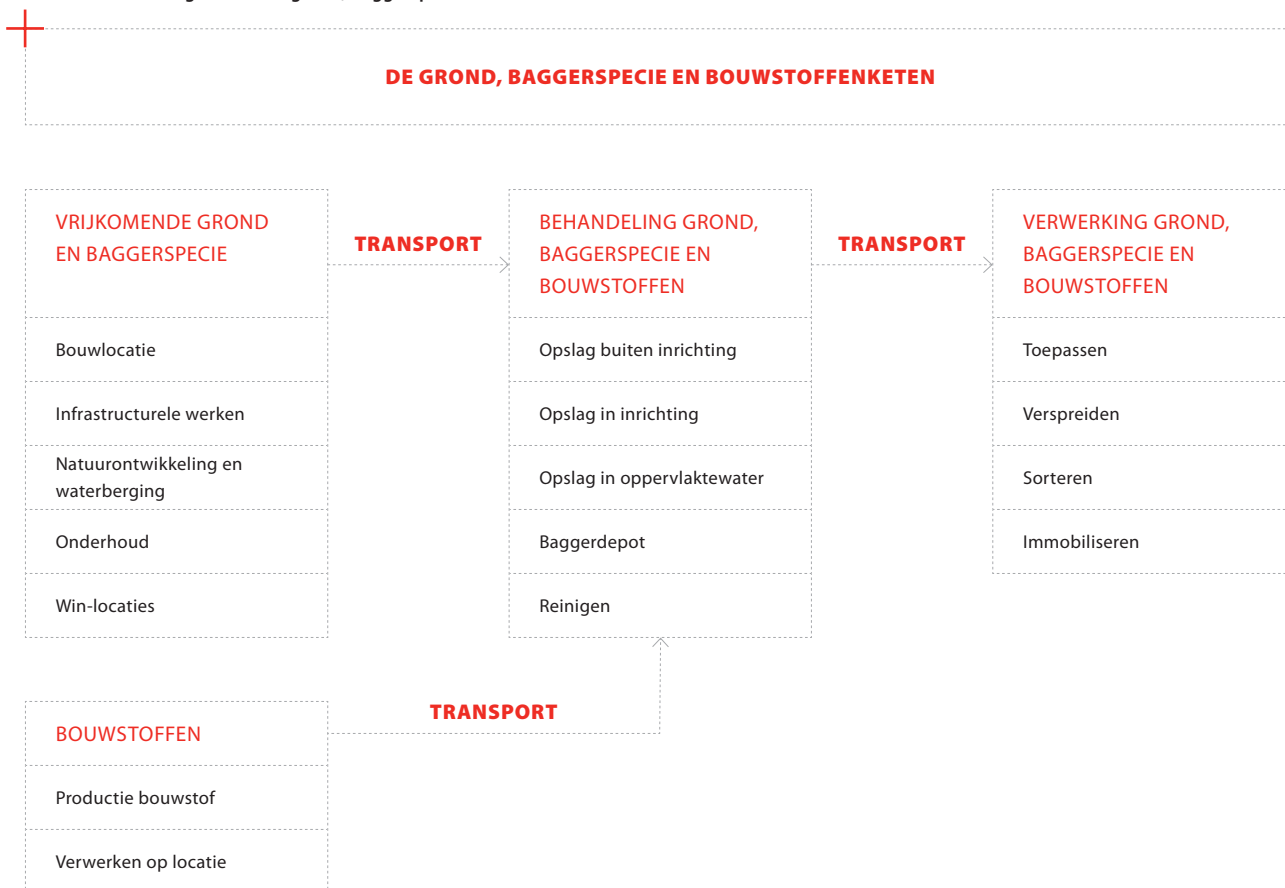 DE GROND, BAGGERSPECIE EN BOUWSTOFFENKETEN
VRIJKOMENDE GROND
EN BAGGERSPECIE
Bouwlocatie
Infrastructurele werken
Natuurontwikkeling en
waterberging
Onderhoud
Win-locaties
TRANSPORT
BEHANDELING GROND,
BAGGERSPECIE EN
BOUWSTOFFEN
Opslag buiten inrichting
Opslag in inrichting
Opslag in oppervlaktewater
Baggerdepot
Reinigen
TRANSPORT
VERWERKING GROND,
BAGGERSPECIE EN
BOUWSTOFFEN
Toepassen
Verspreiden
Sorteren
Immobiliseren
BOUWSTOFFEN
Productie bouwstof
Verwerken op locatie
TRANSPORT